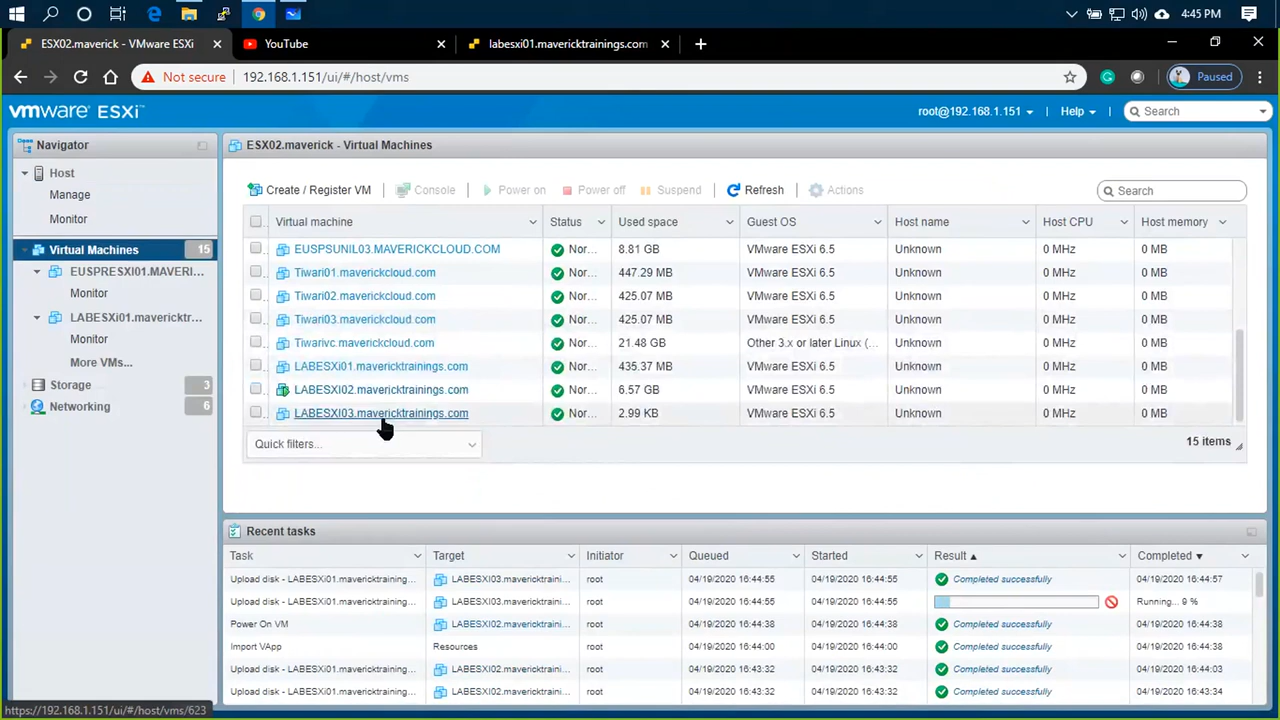 4:45 PM
ESX02.maverick - VMware ESXi
YouTube
labesxi01.mavericktrainings.com
Paused
Not secure 192.168.1.151/ui/#/host/vms
vmware ESXi
root@192.168.1.151
Help
Search
Navigator
Host
Manage
Monitor
Virtual Machines 15
EUSPRESXI01.MAVERI...
Monitor
LABESXi01.mavericktr...
Monitor
More VMs...
Storage 3
Networking 6
ESX02.maverick - Virtual Machines
Create / Register VM Console Power on Power off Suspend Refresh Actions Search
Virtual machine Status Used space Guest OS Host name Host CPU Host memory
EUSPSUNIL03.MAVERICKCLOUD.COM Nor... 8.81 GB VMware ESXi 6.5 Unknown 0 MHz 0 MB
Tiwari01.maverickcloud.com Nor... 447.29 MB VMware ESXi 6.5 Unknown 0 MHz 0 MB
Tiwari02.maverickcloud.com Nor... 425.07 MB VMware ESXi 6.5 Unknown 0 MHz 0 MB
Tiwari03.maverickcloud.com Nor... 425.07 MB VMware ESXi 6.5 Unknown 0 MHz 0 MB
Tiwarivc.maverickcloud.com Nor... 21.48 GB Other 3.x or later Linux (... Unknown 0 MHz 0 MB
LABESXi01.mavericktrainings.com Nor... 435.37 MB VMware ESXi 6.5 Unknown 0 MHz 0 MB
LABESXI02.mavericktrainings.com Nor... 6.57 GB VMware ESXi 6.5 Unknown 0 MHz 0 MB
LABESXI03.mavericktrainings.com Nor... 2.99 KB VMware ESXi 6.5 Unknown 0 MHz 0 MB
Quick filters...
15 items
Recent tasks
Task Target Initiator Queued Started Result Completed
Upload disk - LABESXi01.mavericktraining... LABESXI03.mavericktraini... root 04/19/2020 16:44:55 04/19/2020 16:44:55 Completed successfully 04/19/2020 16:44:57
Upload disk - LABESXi01.mavericktraining... LABESXI03.mavericktraini... root 04/19/2020 16:44:55 04/19/2020 16:44:55 Running... 9 %
Power On VM LABESXI02.mavericktraini... root 04/19/2020 16:44:38 04/19/2020 16:44:38 Completed successfully 04/19/2020 16:44:38
Import VApp Resources root 04/19/2020 16:44:00 04/19/2020 16:44:00 Completed successfully 04/19/2020 16:44:38
Upload disk - LABESXi01.mavericktraining... LABESXI02.mavericktraini... root 04/19/2020 16:43:32 04/19/2020 16:43:32 Completed successfully 04/19/2020 16:44:03
Upload disk - LABESXi01.mavericktraining... LABESXI02.mavericktraini... root 04/19/2020 16:43:32 04/19/2020 16:43:32 Completed successfully 04/19/2020 16:43:34
https://192.168.1.151/ui/#/host/vms/623